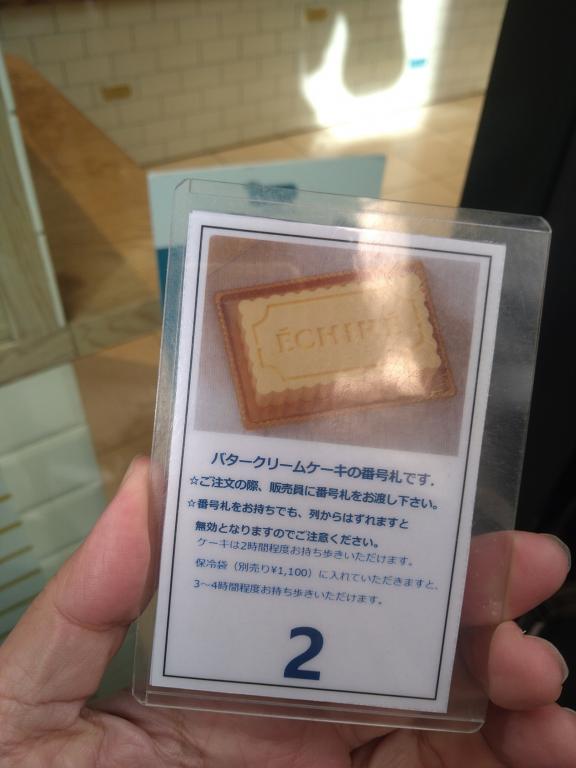 ÉCHIRÉ
バタークリームケーキの番号札です.
☆ご注文の際、販売員に番号札をお渡し下さい。
☆番号札をお持ちでも、列からはずれますと
無効となりますのでご注意ください。
ケーキは2時間程度お持ち歩きいただけます。
保冷袋（別売り¥1,100）に入れていただきますと、
3〜4時間程度お持ち歩きいただけます。
2